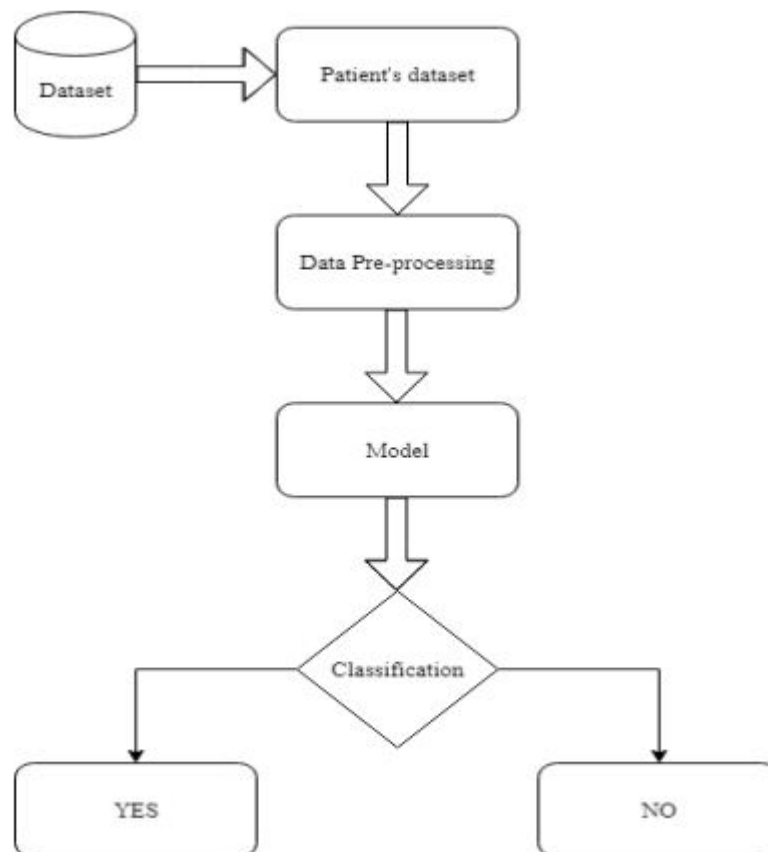 Dataset
Patient's dataset
Data Pre-processing
Model
Classification
YES
NO